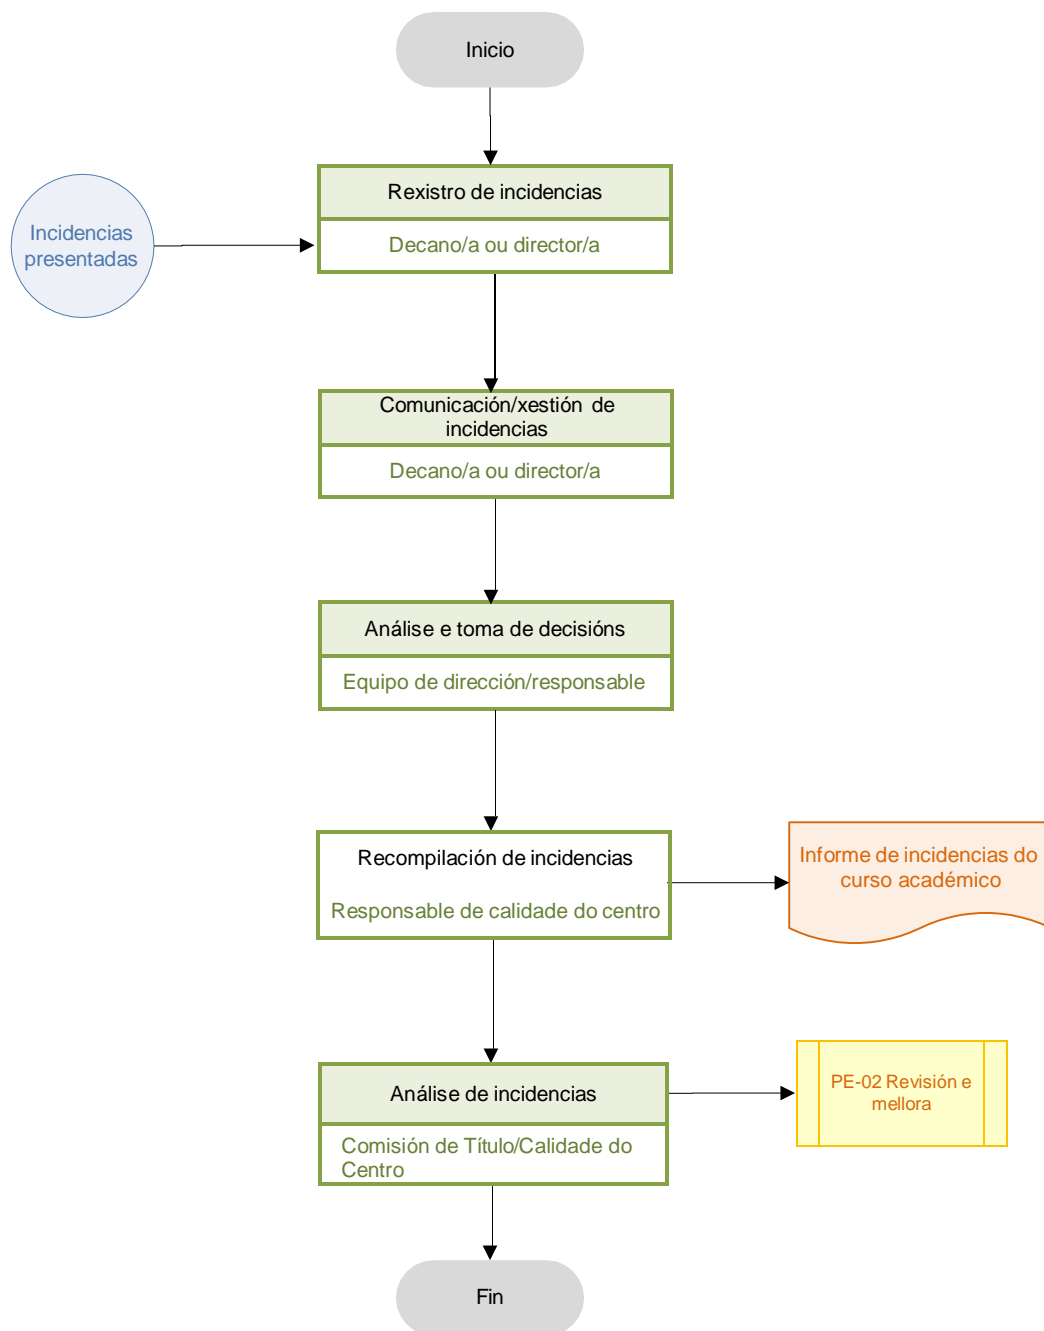 Inicio
Rexistro de incidencias
Decano/a ou director/a
Incidencias
presentadas
Comunicación/xestión de
incidencias
Decano/a ou director/a
Análise e toma de decisións
Equipo de dirección/responsable
Recompilación de incidencias
Responsable de calidade do centro
Informe de incidencias do
curso académico
Análise de incidencias
Comisión de Título/Calidade do
Centro
PE-02 Revisión e
mellora
Fin